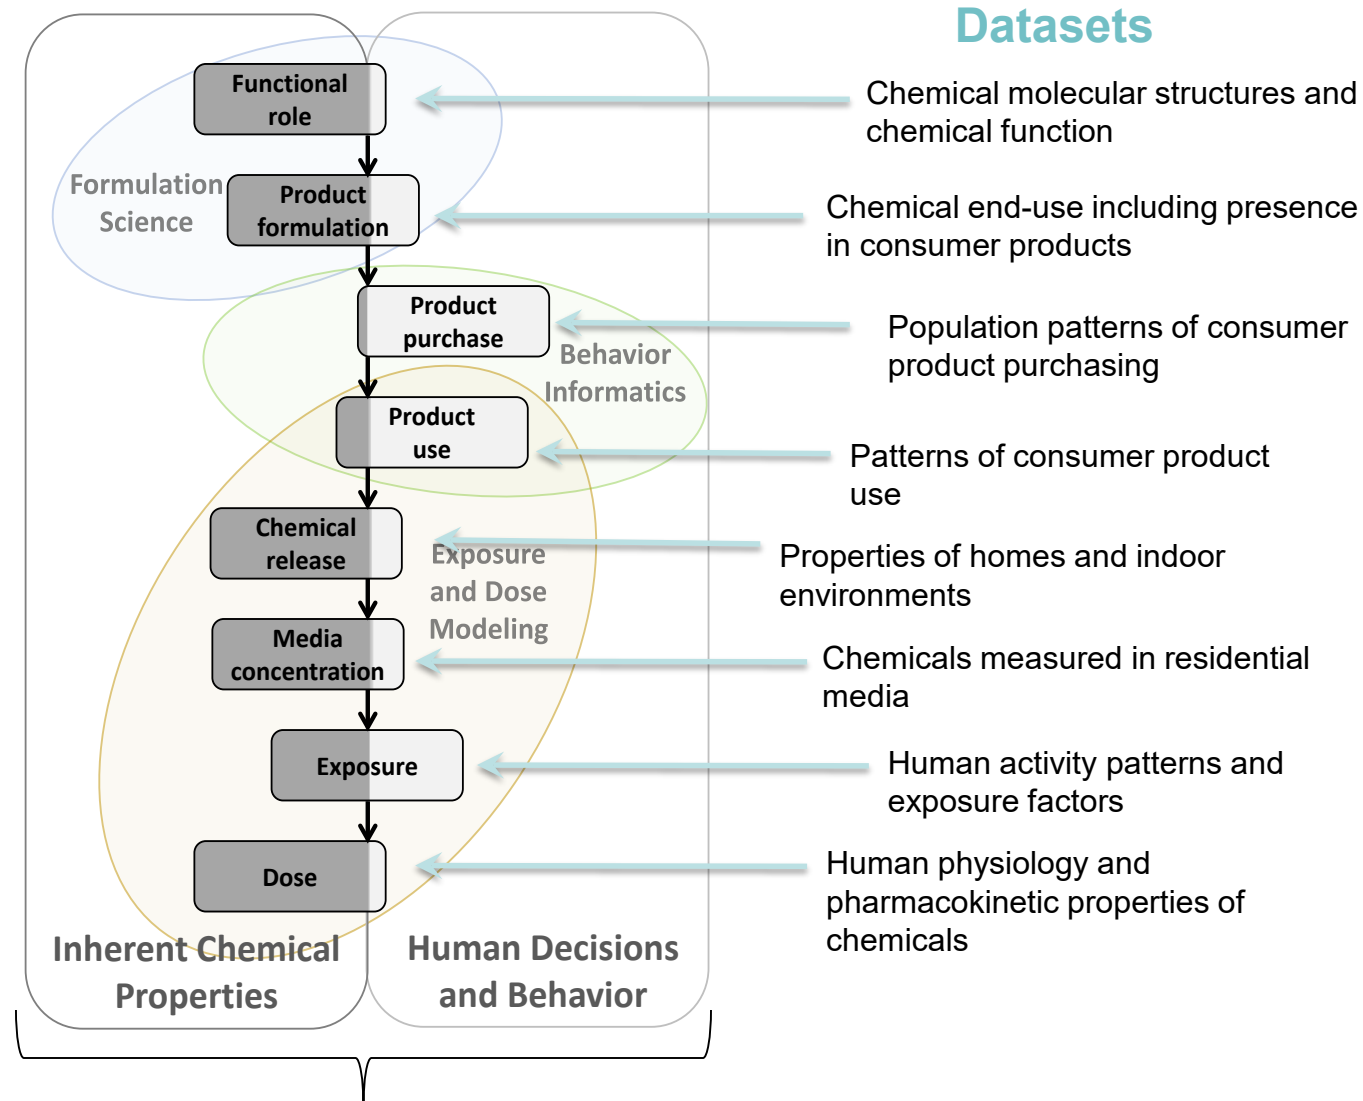 Datasets
Functional
role
Chemical molecular structures and
chemical function
Formulation
Science
Product
formulation
Chemical end-use including presence
in consumer products
Product
purchase
Behavior
Informatics
Population patterns of consumer
product purchasing
Product
use
Patterns of consumer product
use
Chemical
release
Exposure
and Dose
Modeling
Properties of homes and indoor
environments
Media
concentration
Chemicals measured in residential
media
Exposure
Human activity patterns and
exposure factors
Dose
Human physiology and
pharmacokinetic properties of
chemicals
Inherent Chemical
Properties
Human Decisions
and Behavior